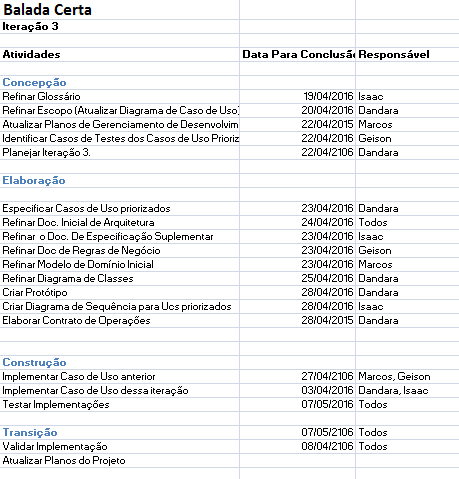 Balada Certa
Iteração 3
Atividades Data Para Conclusão Responsável
Concepção
Refinar Glossário 19/04/2016 Isaac
Refinar Escopo (Atualizar Diagrama de Caso de Uso) 20/04/2016 Dandara
Atualizar Planos de Gerenciamento de Desenvolvim 22/04/2015 Marcos
Identificar Casos de Testes dos Casos de Uso Prioriz 22/04/2016 Geison
Planejar Iteração 3. 22/04/2106 Dandara
Elaboração
Especificar Casos de Uso priorizados 23/04/2016 Dandara
Refinar Doc. Inicial de Arquitetura 24/04/2016 Todos
Refinar o Doc. De Especificação Suplementar 23/04/2016 Isaac
Refinar Doc de Regras de Negócio 23/04/2016 Geison
Refinar Modelo de Domínio Inicial 23/04/2016 Marcos
Refinar Diagrama de Classes 25/04/2016 Dandara
Criar Protótipo 28/04/2016 Dandara
Criar Diagrama de Sequência para Ucs priorizados 28/04/2016 Isaac
Elaborar Contrato de Operações 28/04/2015 Dandara
Construção
Implementar Caso de Uso anterior 27/04/2106 Marcos, Geison
Implementar Caso de Uso dessa iteração 03/04/2016 Dandara, Isaac
Testar Implementações 07/05/2016 Todos
Transição 07/05/2106 Todos
Validar Implementação 08/04/2106 Todos
Atualizar Planos do Projeto